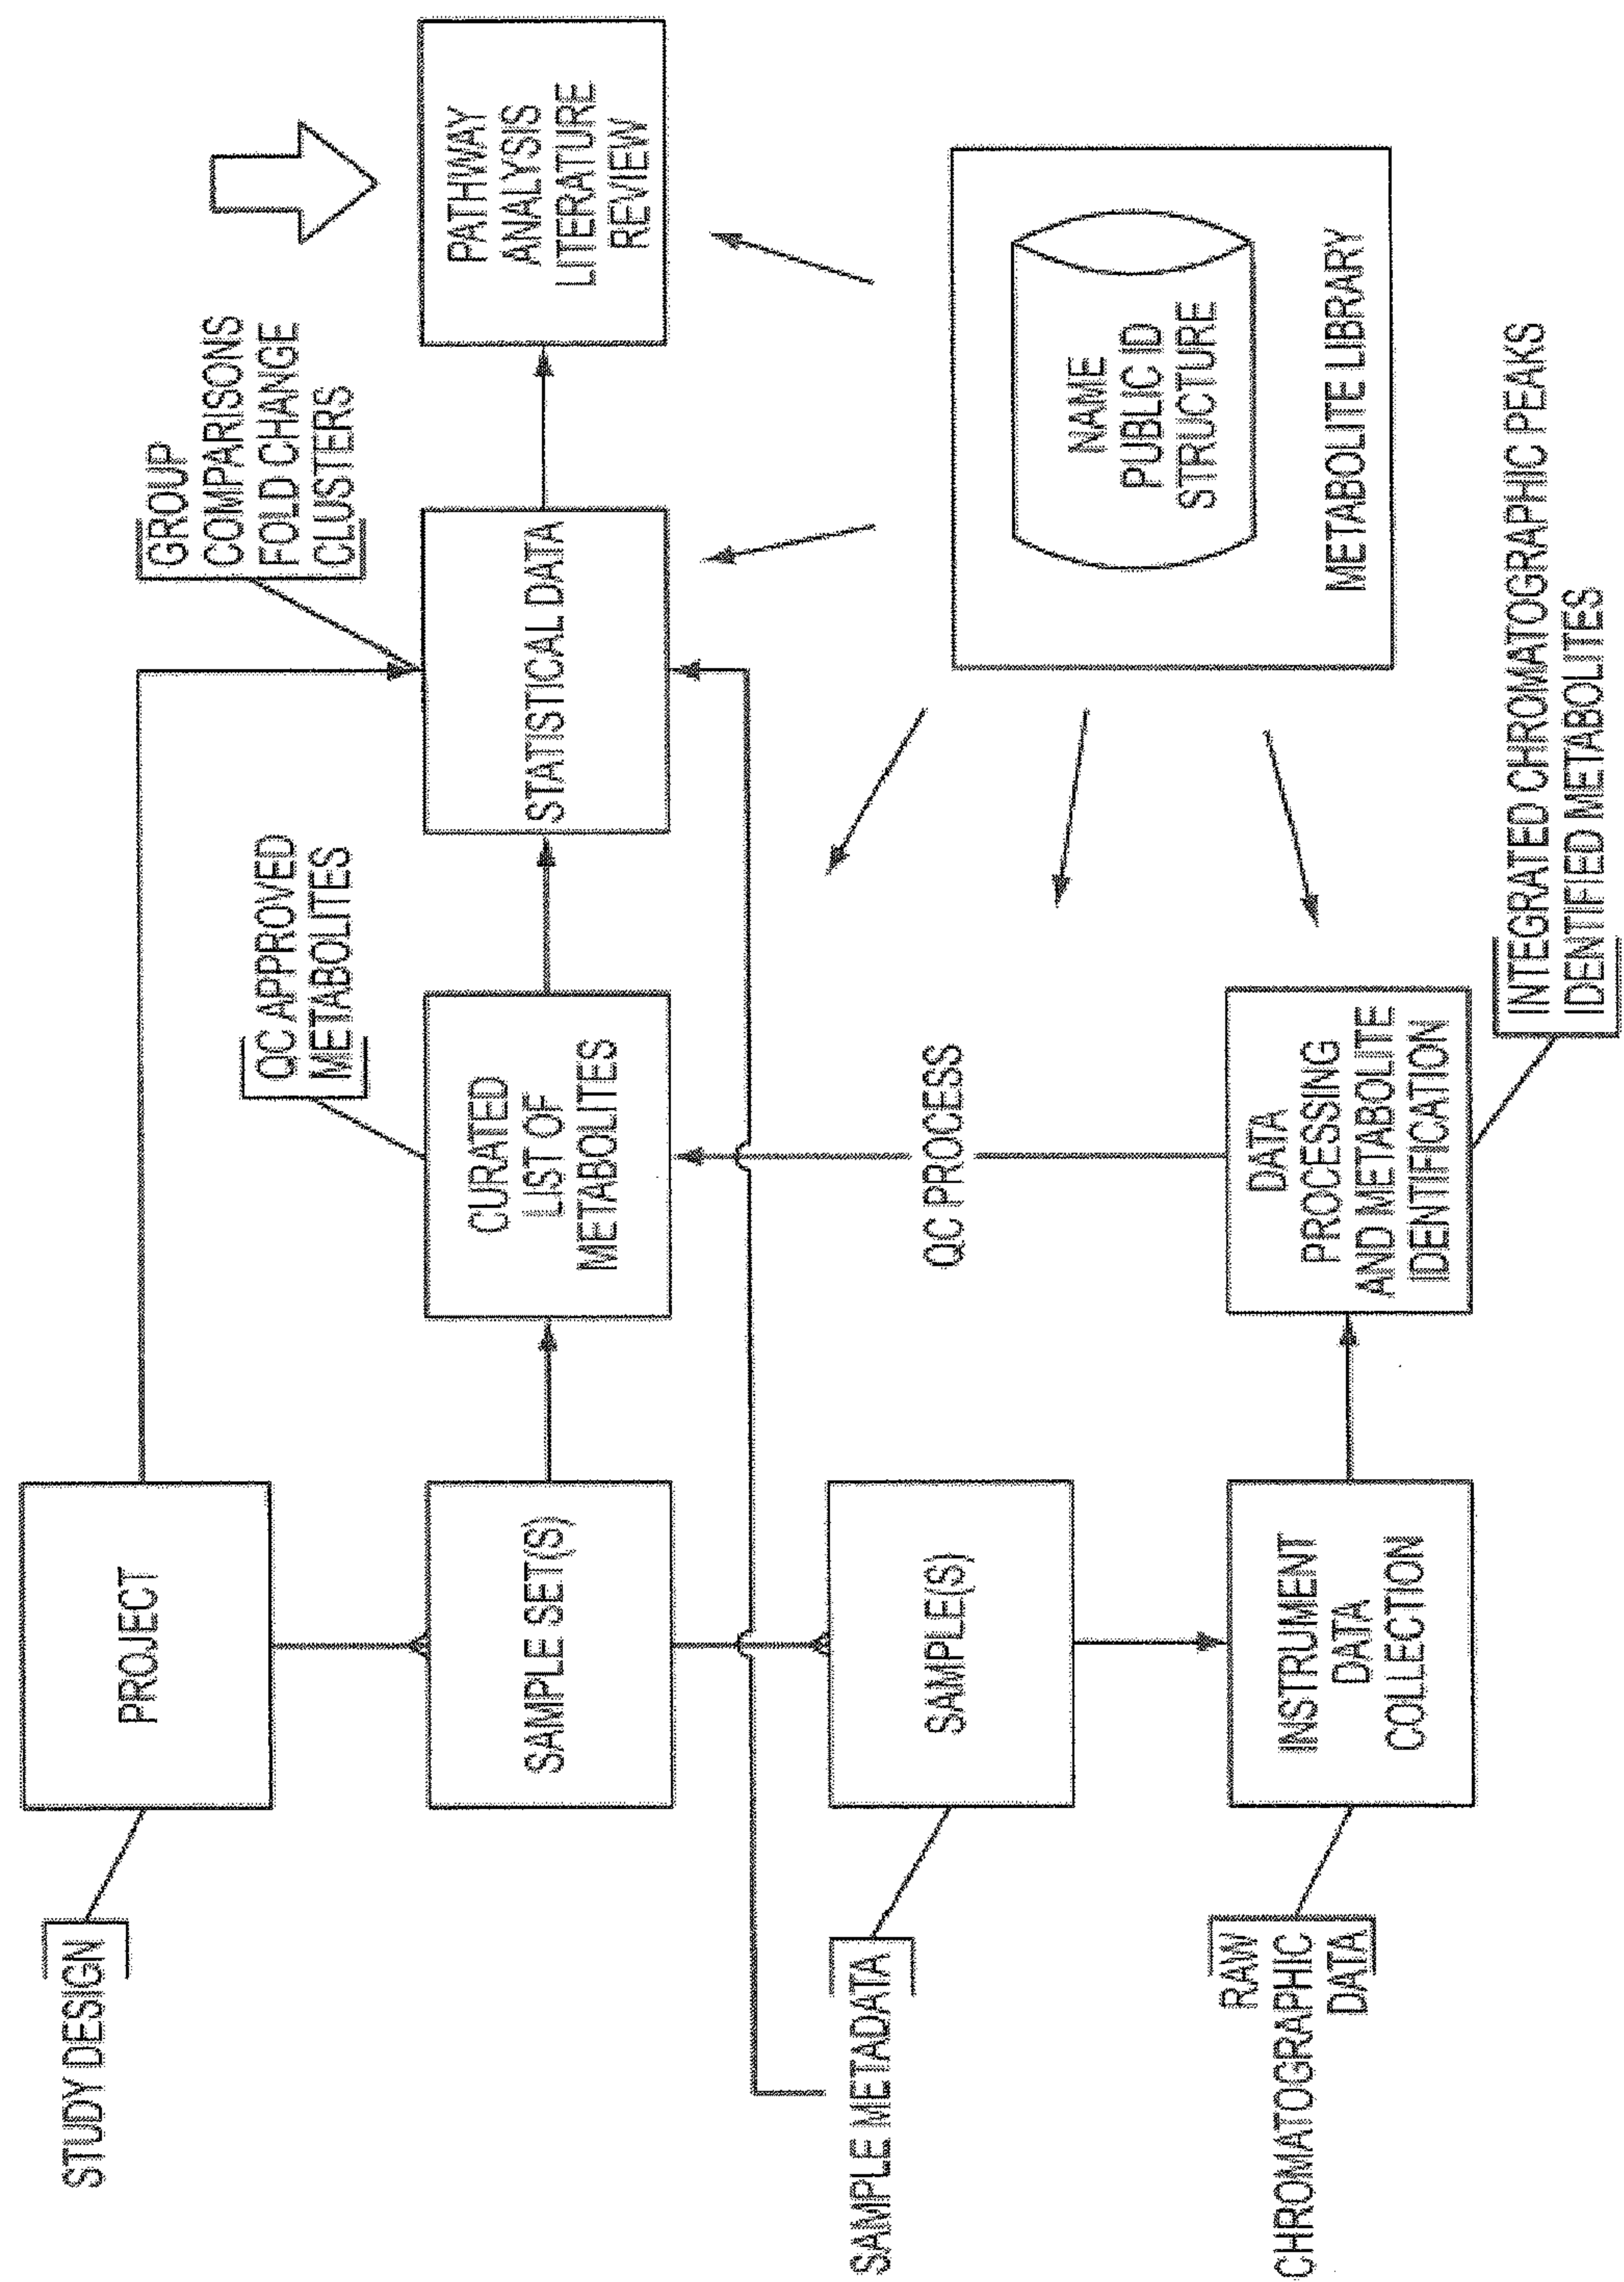 STUDY DESIGN
PROJECT
GROUP
COMPARISONS
FOLD CHANGE
CLUSTERS
QC APPROVED
METABOLITES
SAMPLE SET(S)
CURATED
LIST OF
METABOLITES
STATISTICAL DATA
PATHWAY
ANALYSIS
LITERATURE
REVIEW
SAMPLE METADATA
SAMPLE(S)
QC PROCESS
NAME
PUBLIC ID
STRUCTURE
METABOLITE LIBRARY
RAW
CHROMATOGRAPHIC
DATA
INSTRUMENT
DATA
COLLECTION
DATA
PROCESSING
AND METABOLITE
IDENTIFICATION
INTEGRATED CHROMATOGRAPHIC PEAKS
IDENTIFIED METABOLITES